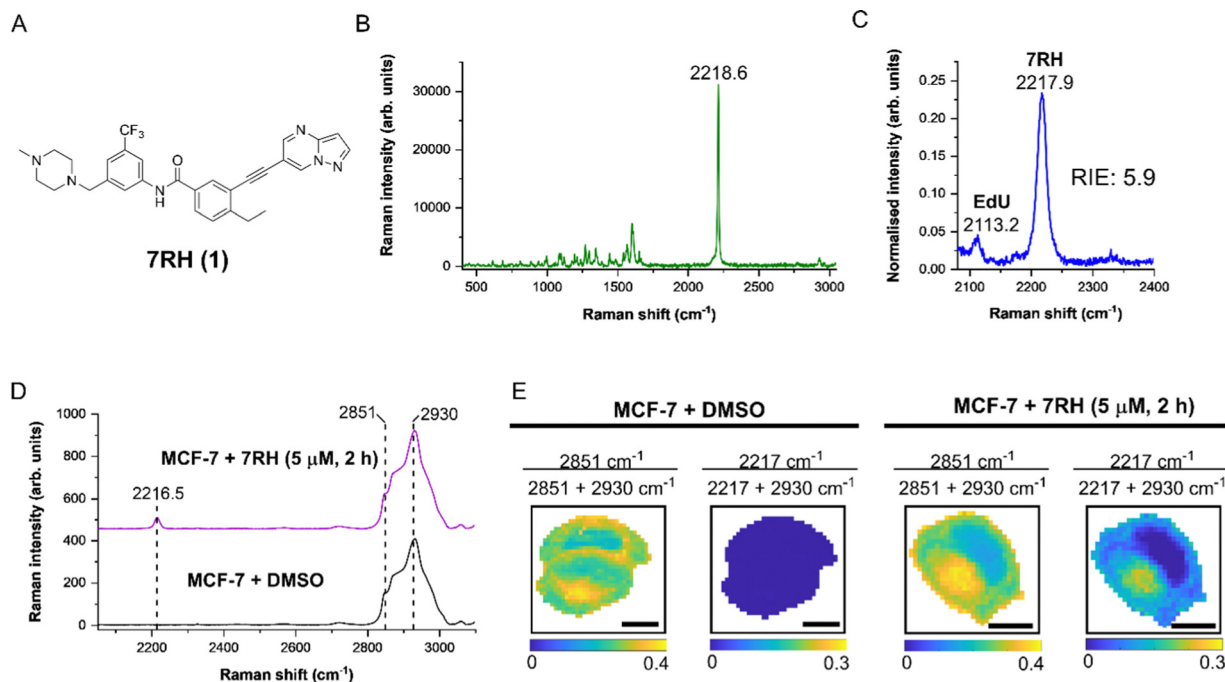 A
CF3
N
N
N
N
N
O
N
H
7RH (1)
B
2218.6
30000
20000
10000
0
500
1000
1500
2000
2500
3000
Raman intensity (arb. units)
Raman shift (cm-1)
C
7RH
2217.9
EdU
2113.2
RIE: 5.9
0.25
0.20
0.15
0.10
0.05
0.00
2100
2200
2300
2400
Normalised intensity (arb. units)
Raman shift (cm-1)
D
2851
2930
MCF-7 + 7RH (5 μM, 2 h)
2216.5
MCF-7 + DMSO
1000
800
600
400
200
0
2200
2400
2600
2800
3000
Raman intensity (arb. units)
Raman shift (cm-1)
E
MCF-7 + DMSO
2851 cm-1
2851 + 2930 cm-1
2217 cm-1
2217 + 2930 cm-1
0 0.4
0 0.3
MCF-7 + 7RH (5 μM, 2 h)
2851 cm-1
2851 + 2930 cm-1
2217 cm-1
2217 + 2930 cm-1
0 0.4
0 0.3